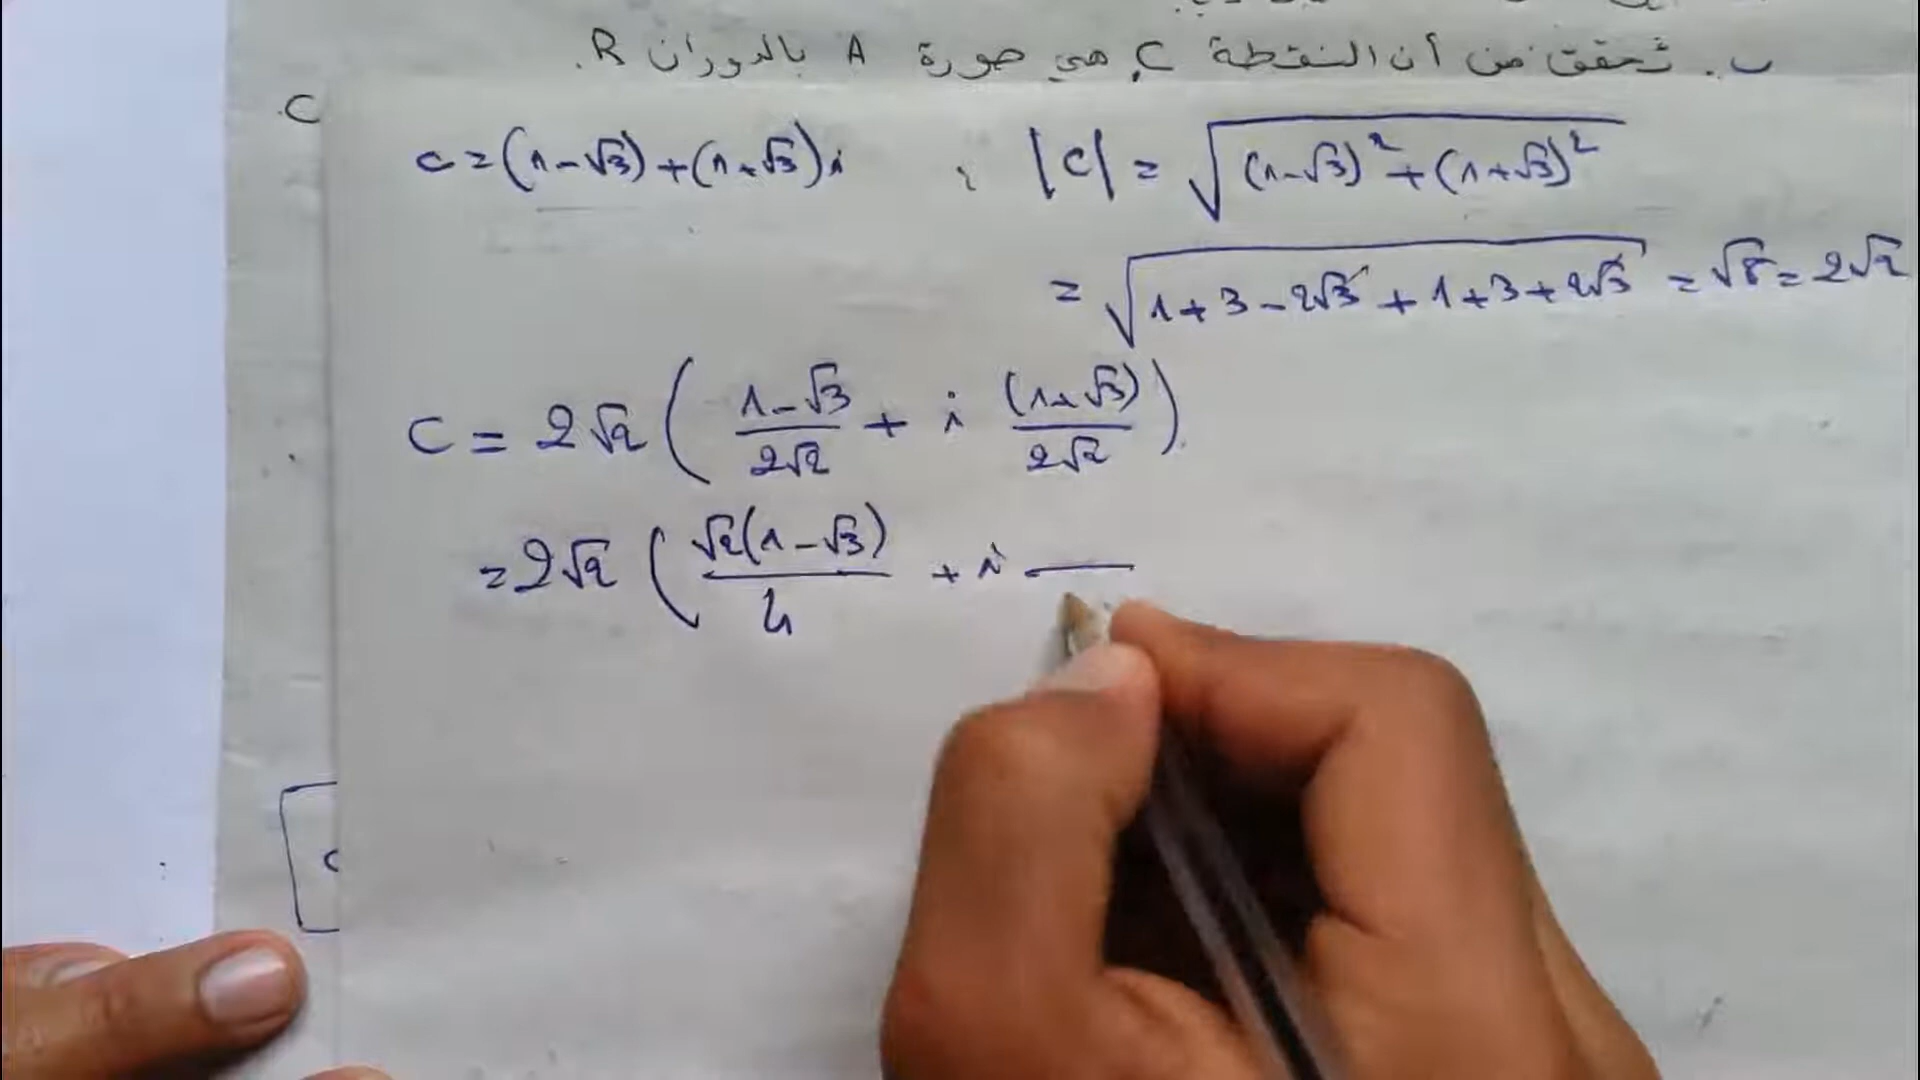 ب. تحقق من أن النقطة C هي صورة A بالدوران R.
C
c = (1-√3) + (1+√3)i , |c| = √((1-√3)² + (1+√3)²)
= √(1+3-2√3+1+3+2√3) = √8 = 2√2
C = 2√2 ( (1-√3)/(2√2) + i (1+√3)/(2√2) )
= 2√2 ( √2(1-√3)/4 + i